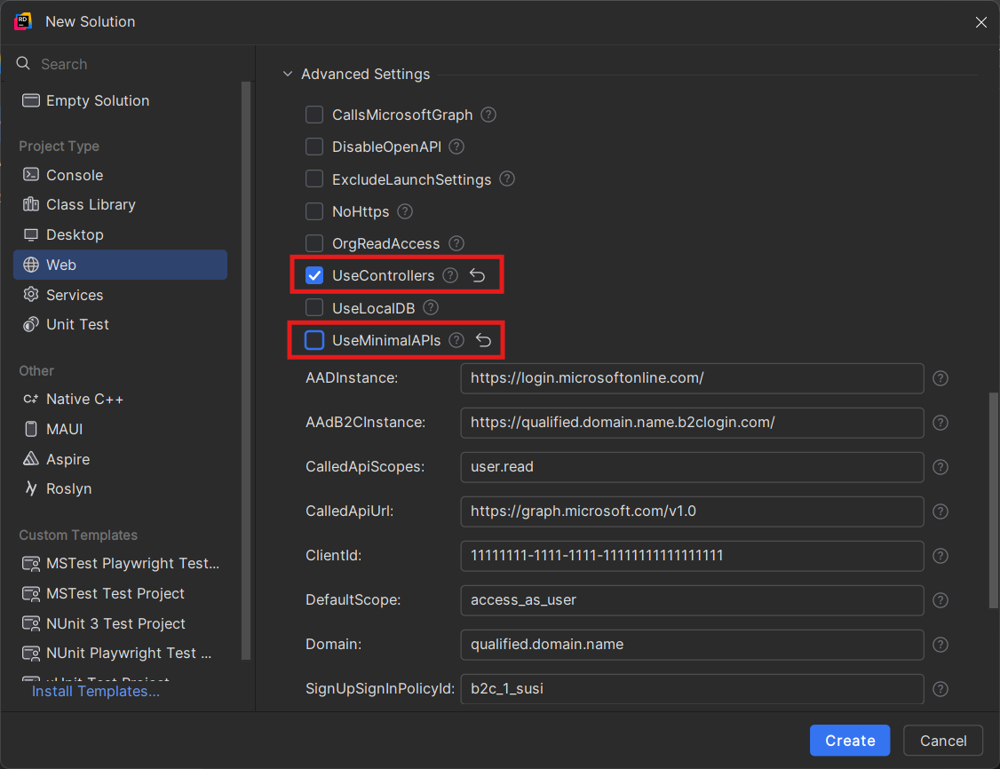 New Solution
Search
Empty Solution
Project Type
Console
Class Library
Desktop
Web
Services
Unit Test
Other
Native C++
MAUI
Aspire
Roslyn
Custom Templates
MSTest Playwright Test...
MSTest Test Project
NUnit 3 Test Project
NUnit Playwright Test ...
xUnit Test Project
Install Templates...
Advanced Settings
CallsMicrosoftGraph ?
DisableOpenAPI ?
ExcludeLaunchSettings ?
NoHttps ?
OrgReadAccess ?
UseControllers ?
UseLocalDB ?
UseMinimalAPIs ?
AADInstance: https://login.microsoftonline.com/ ?
AAdB2CInstance: https://qualified.domain.name.b2clogin.com/ ?
CalledApiScopes: user.read ?
CalledApiUrl: https://graph.microsoft.com/v1.0 ?
ClientId: 11111111-1111-1111-11111111111111111 ?
DefaultScope: access_as_user ?
Domain: qualified.domain.name ?
SignUpSignInPolicyId: b2c_1_susi ?
Create
Cancel